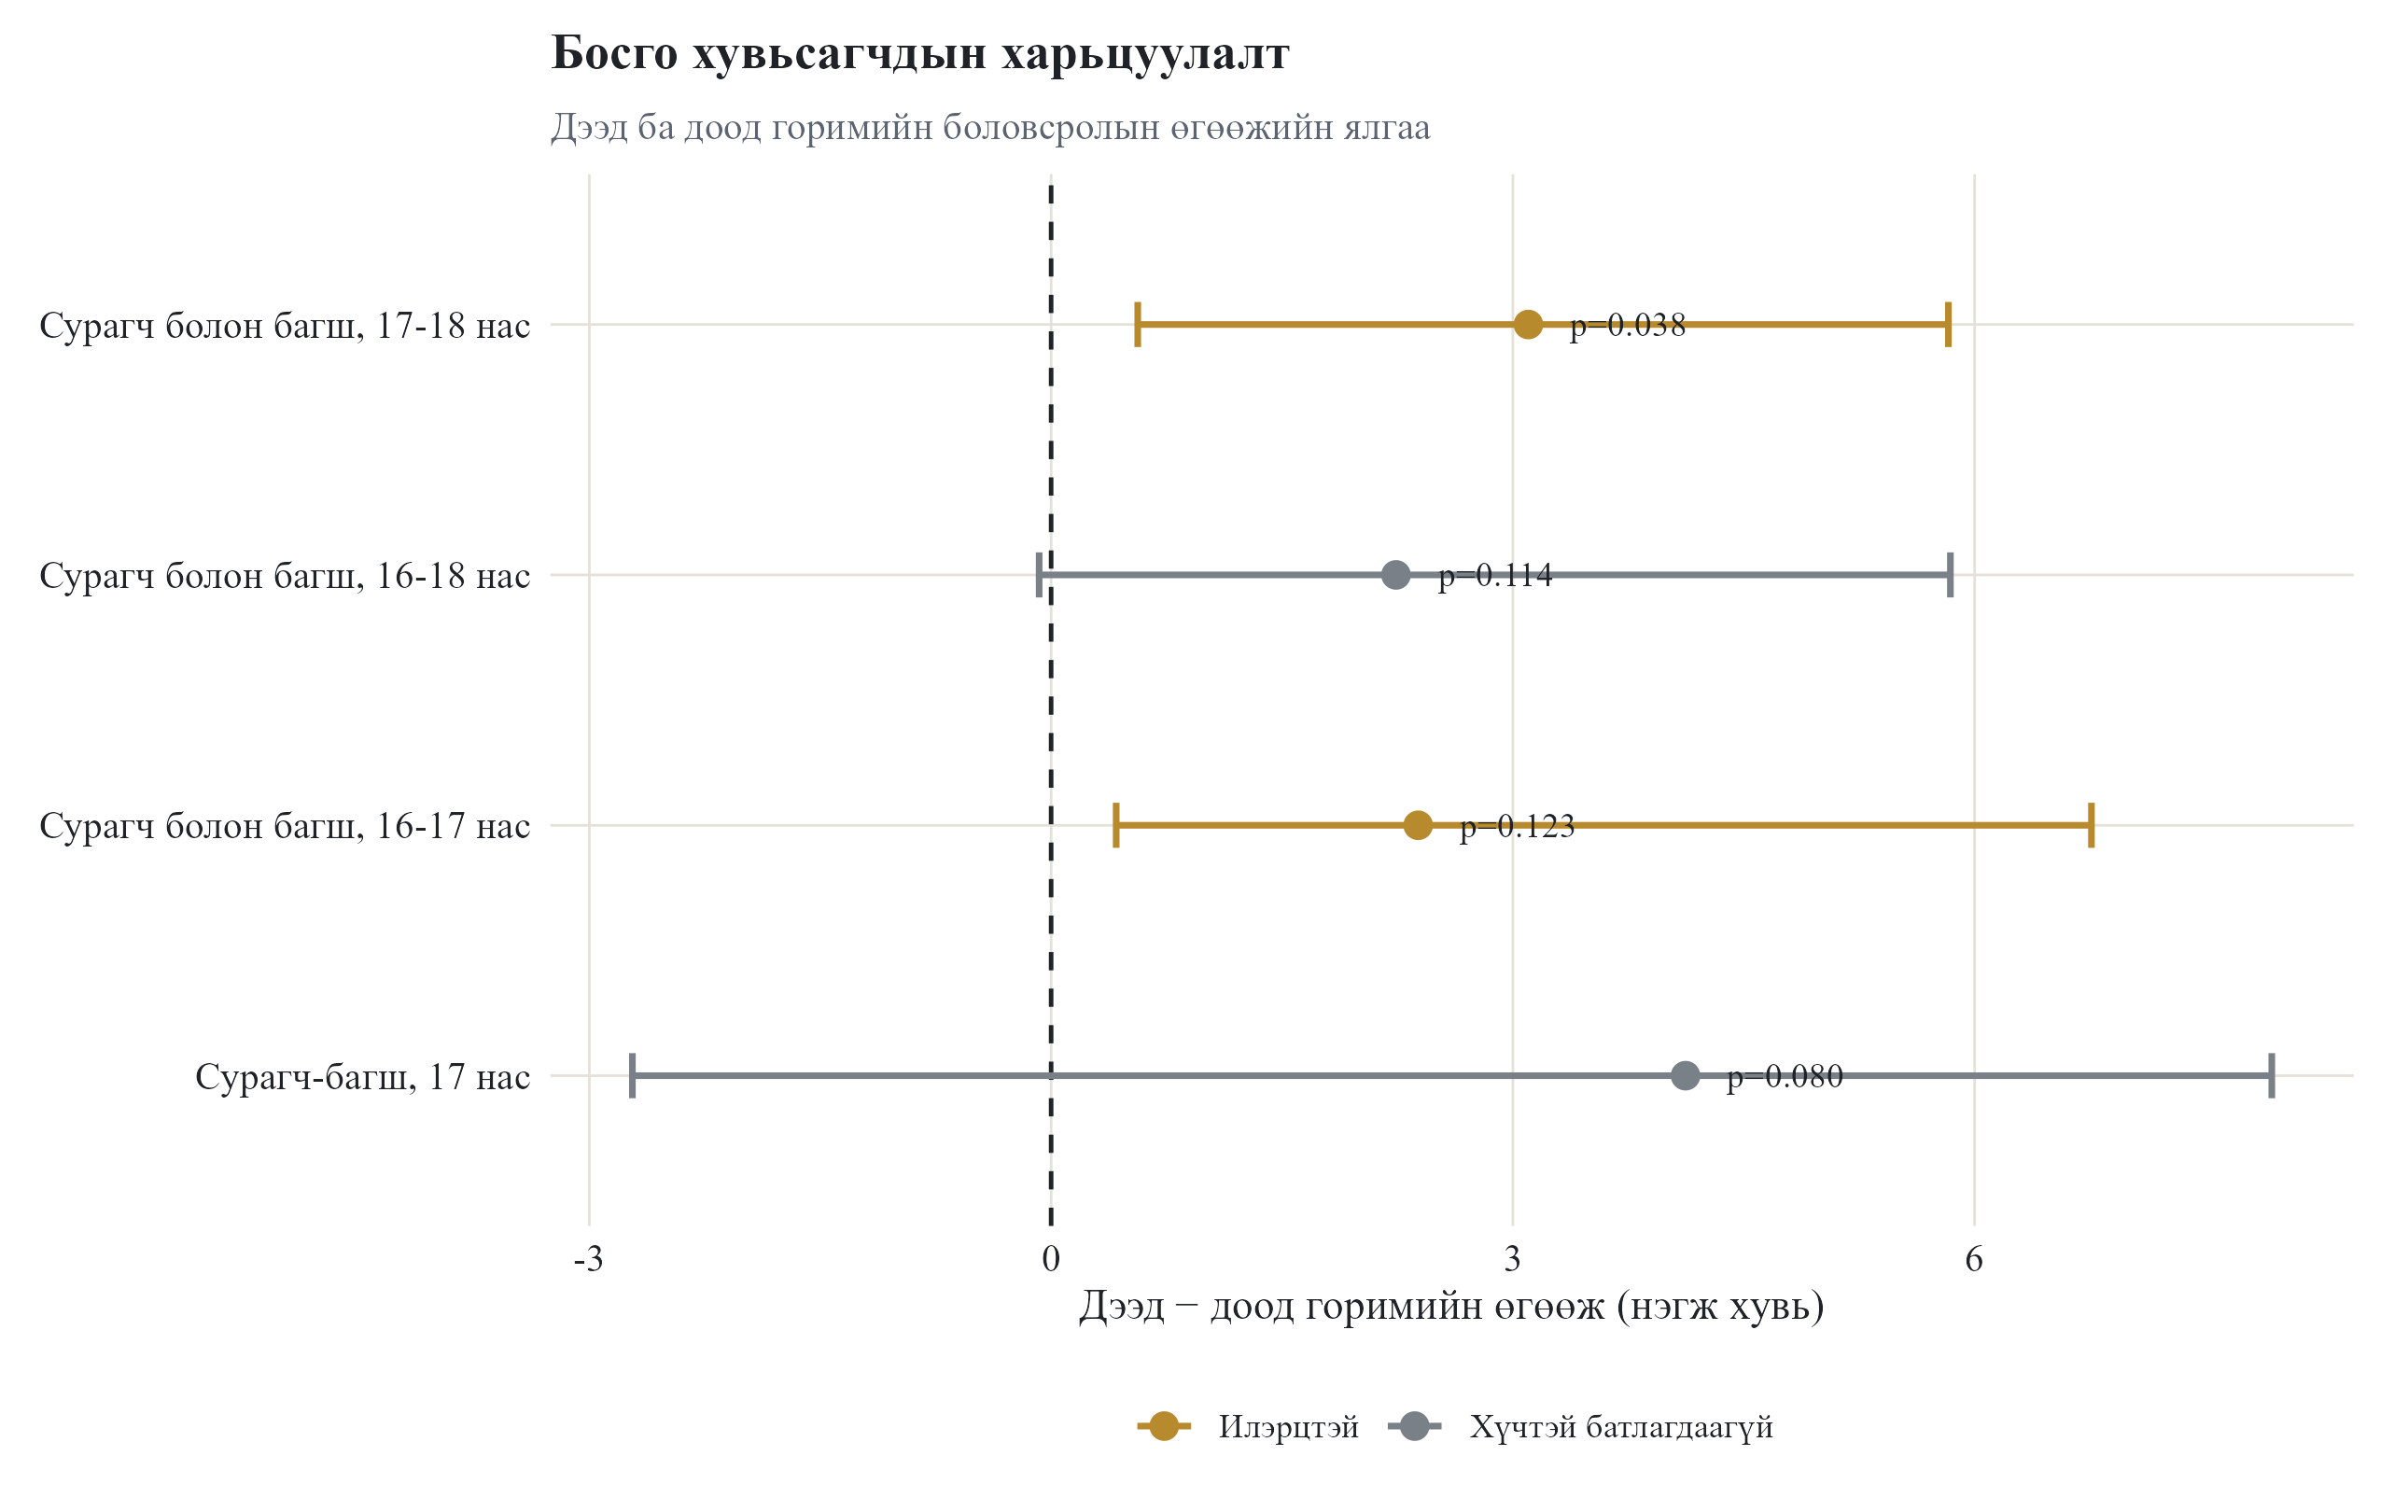 Босго хувьсагчдын харьцуулалт
Дээд ба доод горимийн боловсролын өгөөжийн ялгаа
Сурагч болон багш, 17-18 нас
p=0.038
Сурагч болон багш, 16-18 нас
p=0.114
Сурагч болон багш, 16-17 нас
p=0.123
Сурагч-багш, 17 нас
p=0.080
-3 0 3 6
Дээд − доод горимийн өгөөж (нэгж хувь)
Илэрцтэй Хүчтэй батлагдаагүй